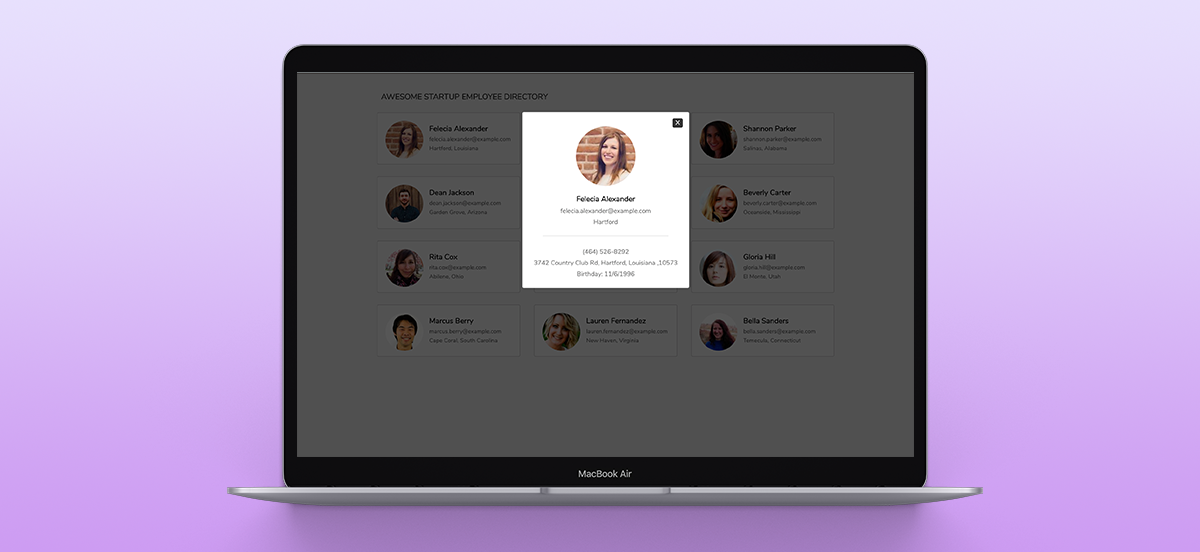 AWESOME STARTUP EMPLOYEE DIRECTORY
Felecia Alexander
felecia.alexander@example.com
Hartford, Louisiana
X
Felecia Alexander
felecia.alexander@example.com
Hartford
(464) 526-8292
3742 Country Club Rd, Hartford, Louisiana ,10573
Birthday: 11/6/1996
Shannon Parker
shannon.parker@example.com
Salinas, Alabama
Dean Jackson
dean.jackson@example.com
Garden Grove, Arizona
Beverly Carter
beverly.carter@example.com
Oceanside, Mississippi
Rita Cox
rita.cox@example.com
Abilene, Ohio
Gloria Hill
gloria.hill@example.com
El Monte, Utah
Marcus Berry
marcus.berry@example.com
Cape Coral, South Carolina
Lauren Fernandez
lauren.fernandez@example.com
New Haven, Virginia
Bella Sanders
bella.sanders@example.com
Temecula, Connecticut
MacBook Air